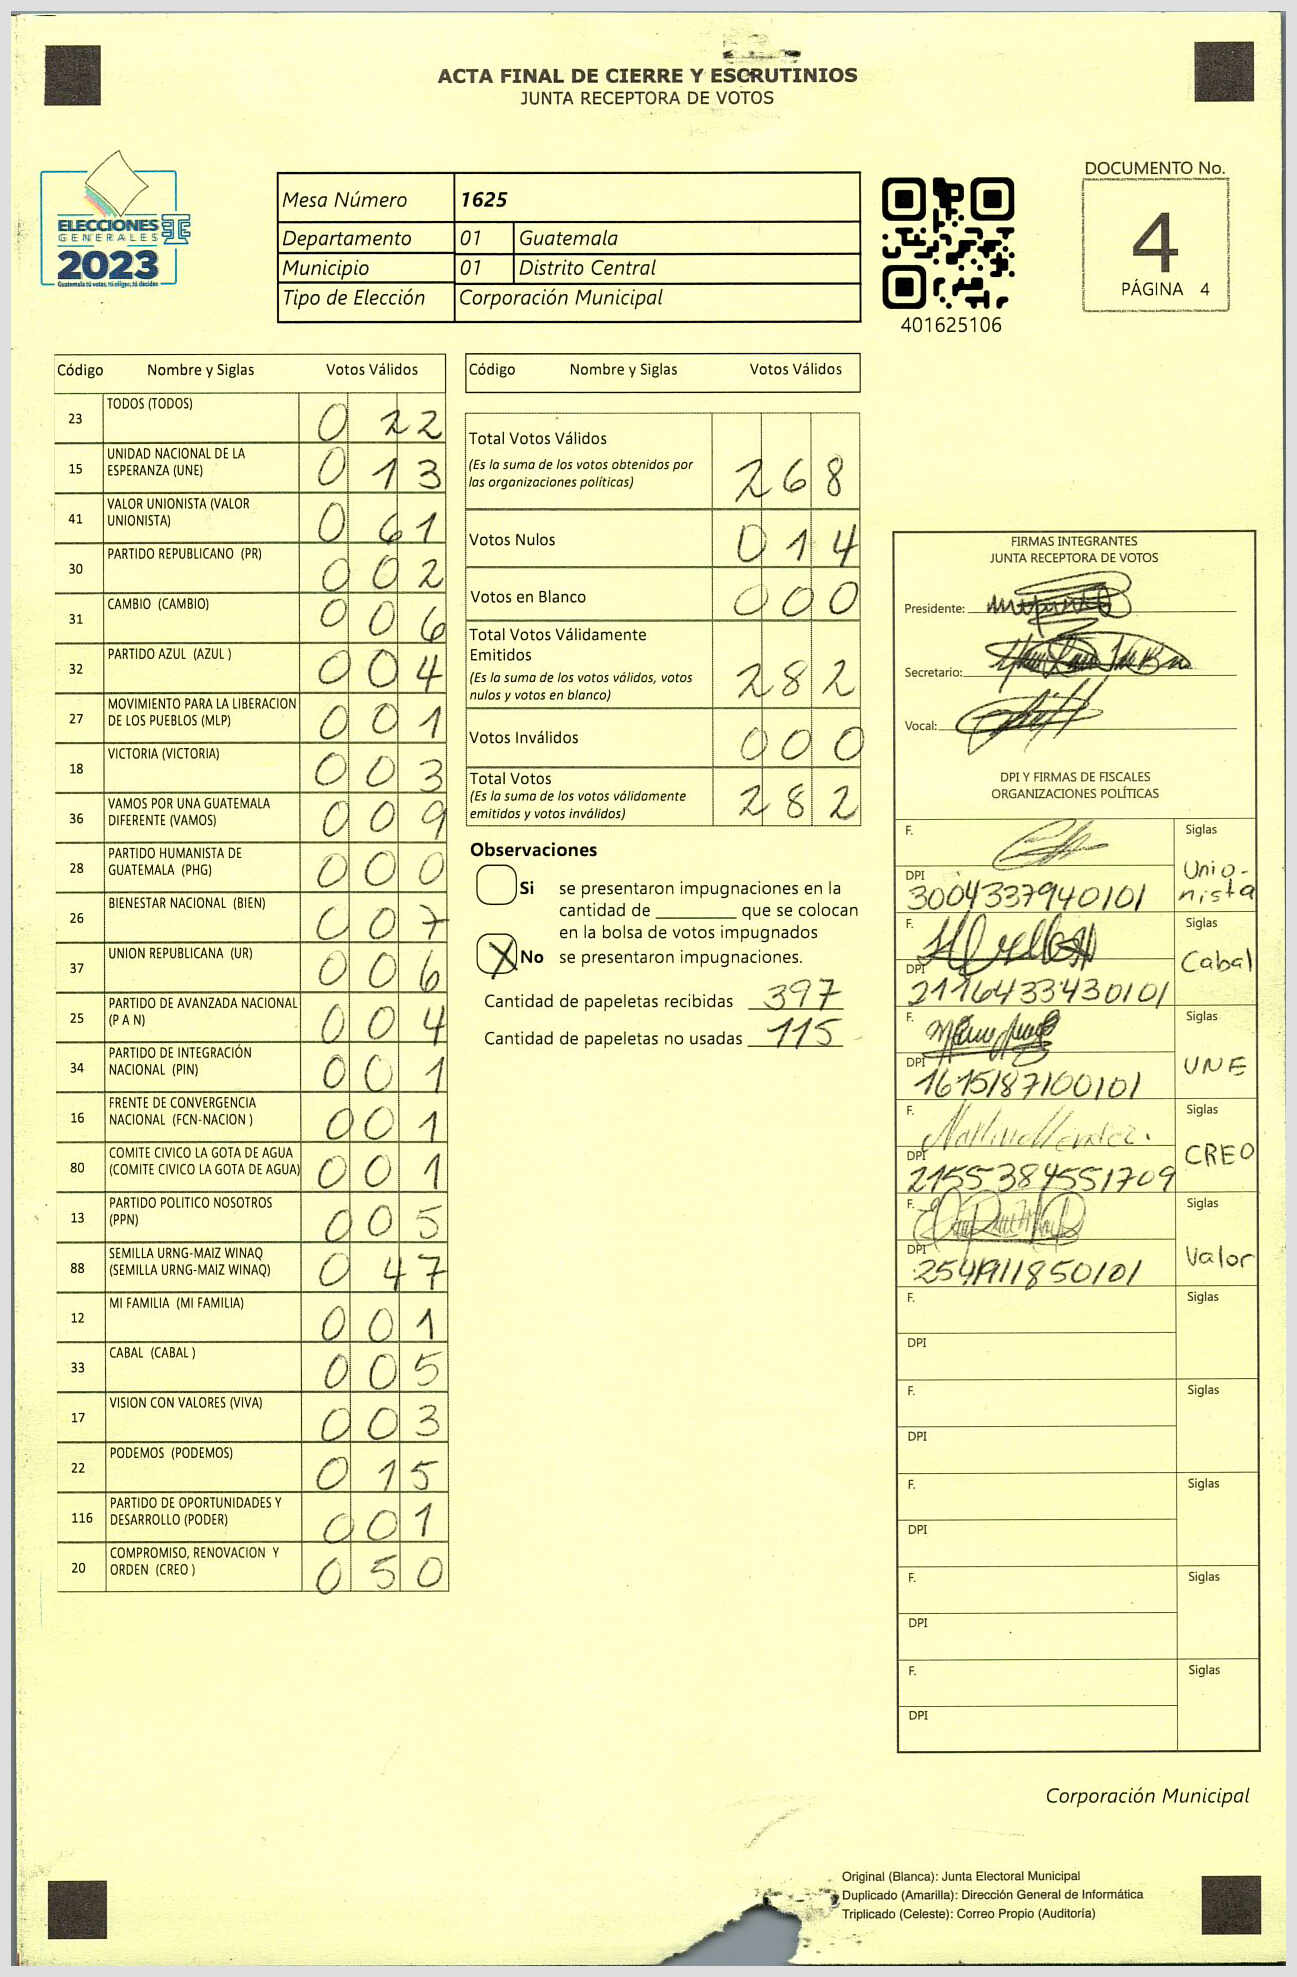 ACTA FINAL DE CIERRE Y ESCRUTINIOS
JUNTA RECEPTORA DE VOTOS
ELECCIONES
GENERALES
2023
Guatemala tú votas, tú eliges, tú decides
Mesa Número 1625
Departamento 01 Guatemala
Municipio 01 Distrito Central
Tipo de Elección Corporación Municipal
401625106
DOCUMENTO No.
4
PÁGINA 4
Código Nombre y Siglas Votos Válidos
23 TODOS (TODOS) 0 2 2
15 UNIDAD NACIONAL DE LA ESPERANZA (UNE) 0 1 3
41 VALOR UNIONISTA (VALOR UNIONISTA) 0 6 1
30 PARTIDO REPUBLICANO (PR) 0 0 2
31 CAMBIO (CAMBIO) 0 0 6
32 PARTIDO AZUL (AZUL ) 0 0 4
27 MOVIMIENTO PARA LA LIBERACION DE LOS PUEBLOS (MLP) 0 0 1
18 VICTORIA (VICTORIA) 0 0 3
36 VAMOS POR UNA GUATEMALA DIFERENTE (VAMOS) 0 0 9
28 PARTIDO HUMANISTA DE GUATEMALA (PHG) 0 0 0
26 BIENESTAR NACIONAL (BIEN) 0 0 7
37 UNION REPUBLICANA (UR) 0 0 6
25 PARTIDO DE AVANZADA NACIONAL (P A N) 0 0 4
34 PARTIDO DE INTEGRACIÓN NACIONAL (PIN) 0 0 1
16 FRENTE DE CONVERGENCIA NACIONAL (FCN-NACION ) 0 0 1
80 COMITE CIVICO LA GOTA DE AGUA (COMITE CIVICO LA GOTA DE AGUA) 0 0 1
13 PARTIDO POLITICO NOSOTROS (PPN) 0 0 5
88 SEMILLA URNG-MAIZ WINAQ (SEMILLA URNG-MAIZ WINAQ) 0 4 7
12 MI FAMILIA (MI FAMILIA) 0 0 1
33 CABAL (CABAL ) 0 0 5
17 VISION CON VALORES (VIVA) 0 0 3
22 PODEMOS (PODEMOS) 0 1 5
116 PARTIDO DE OPORTUNIDADES Y DESARROLLO (PODER) 0 0 1
20 COMPROMISO, RENOVACION Y ORDEN (CREO ) 0 5 0
Código Nombre y Siglas Votos Válidos
Total Votos Válidos
(Es la suma de los votos obtenidos por
las organizaciones políticas) 2 6 8
Votos Nulos 0 1 4
Votos en Blanco 0 0 0
Total Votos Válidamente
Emitidos
(Es la suma de los votos válidos, votos
nulos y votos en blanco) 2 8 2
Votos Inválidos 0 0 0
Total Votos
(Es la suma de los votos válidamente
emitidos y votos inválidos) 2 8 2
Observaciones
Si se presentaron impugnaciones en la
cantidad de ________ que se colocan
en la bolsa de votos impugnados
X No se presentaron impugnaciones.
Cantidad de papeletas recibidas 397
Cantidad de papeletas no usadas 115
FIRMAS INTEGRANTES
JUNTA RECEPTORA DE VOTOS
Presidente:
Secretario:
Vocal:
DPI Y FIRMAS DE FISCALES
ORGANIZACIONES POLÍTICAS
F. Siglas
Unio-
DPI nista
3004337940101
F. Siglas
Cabal
DPI
2116433430101
F. Siglas
DPI UNE
1615187100101
F. Siglas
DPI CREO
2155384551709
F. Siglas
DPI Valor
2541911850101
F. Siglas
DPI
F. Siglas
DPI
F. Siglas
DPI
F. Siglas
DPI
F. Siglas
DPI
Corporación Municipal
Original (Blanca): Junta Electoral Municipal
Duplicado (Amarilla): Dirección General de Informática
Triplicado (Celeste): Correo Propio (Auditoría)